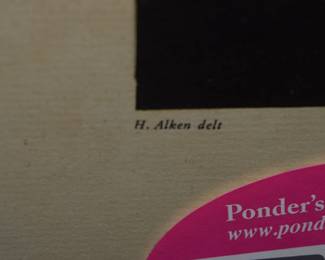 H. Alken delt
Ponder's
www.pond